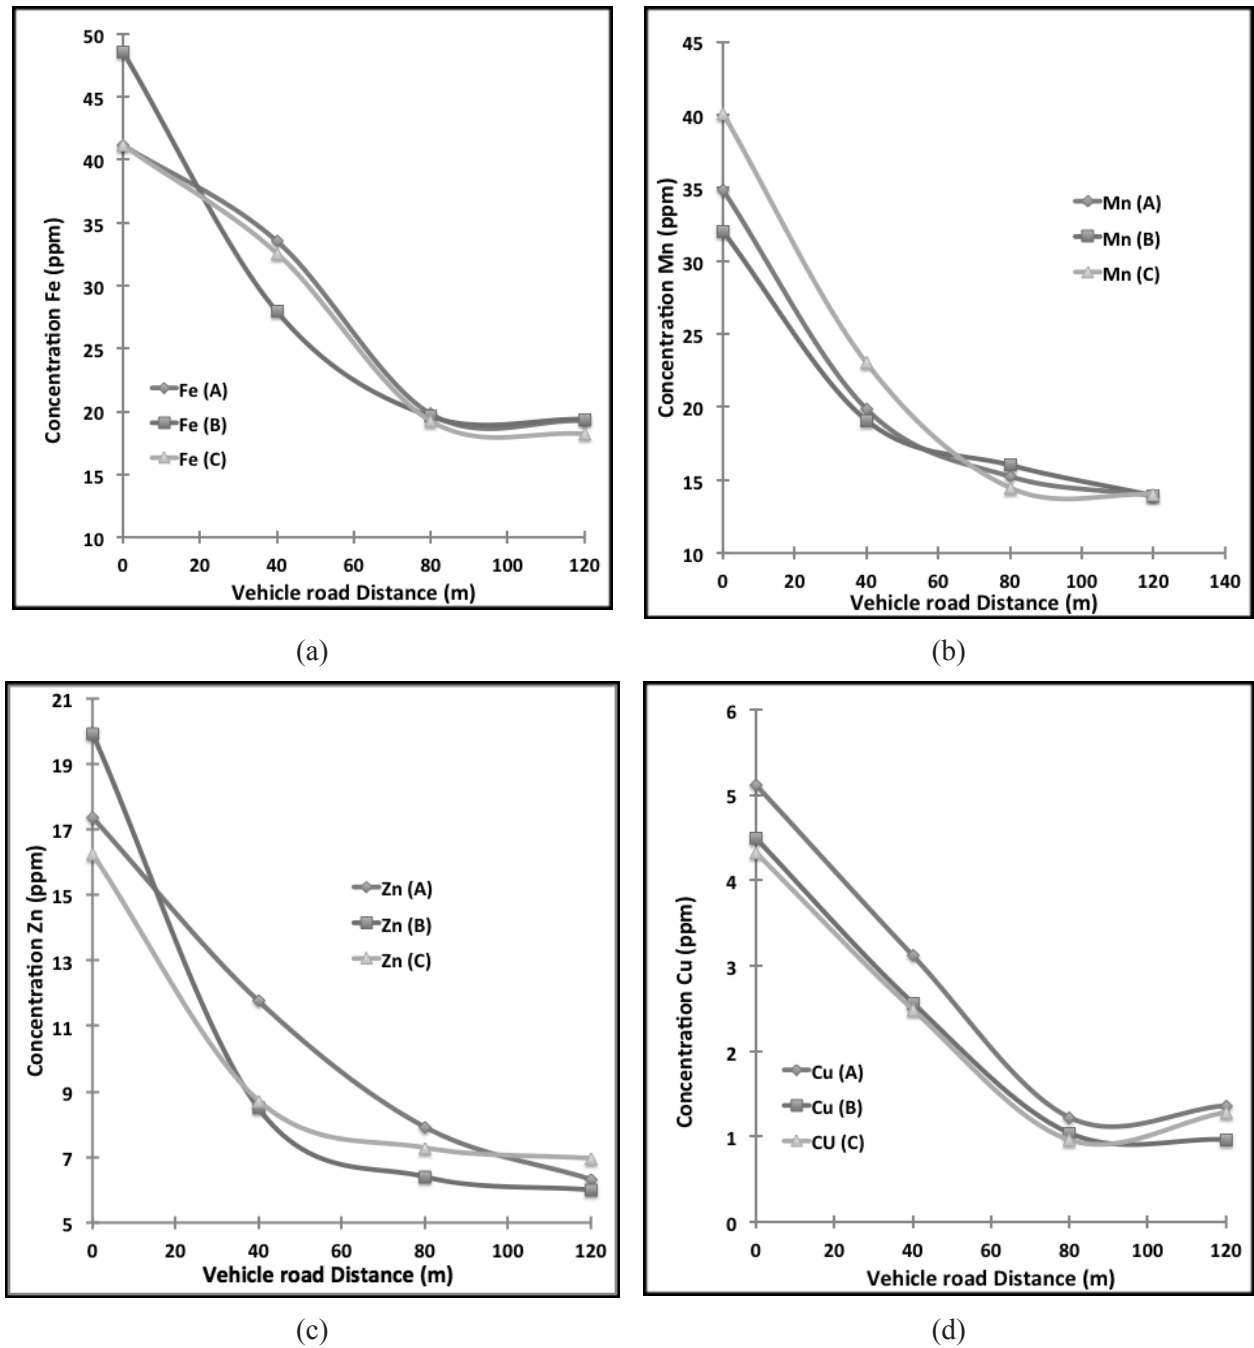 50
45
40
35
30
25
20
15
10
Concentration Fe (ppm)
Fe (A)
Fe (B)
Fe (C)
0 20 40 60 80 100 120
Vehicle road Distance (m)
(a)
45
40
35
30
25
20
15
10
Concentration Mn (ppm)
Mn (A)
Mn (B)
Mn (C)
0 20 40 60 80 100 120 140
Vehicle road Distance (m)
(b)
21
19
17
15
13
11
9
7
5
Concentration Zn (ppm)
Zn (A)
Zn (B)
Zn (C)
0 20 40 60 80 100 120
Vehicle road Distance (m)
(c)
6
5
4
3
2
1
0
Concentration Cu (ppm)
Cu (A)
Cu (B)
CU (C)
0 20 40 60 80 100 120
Vehicle road Distance (m)
(d)